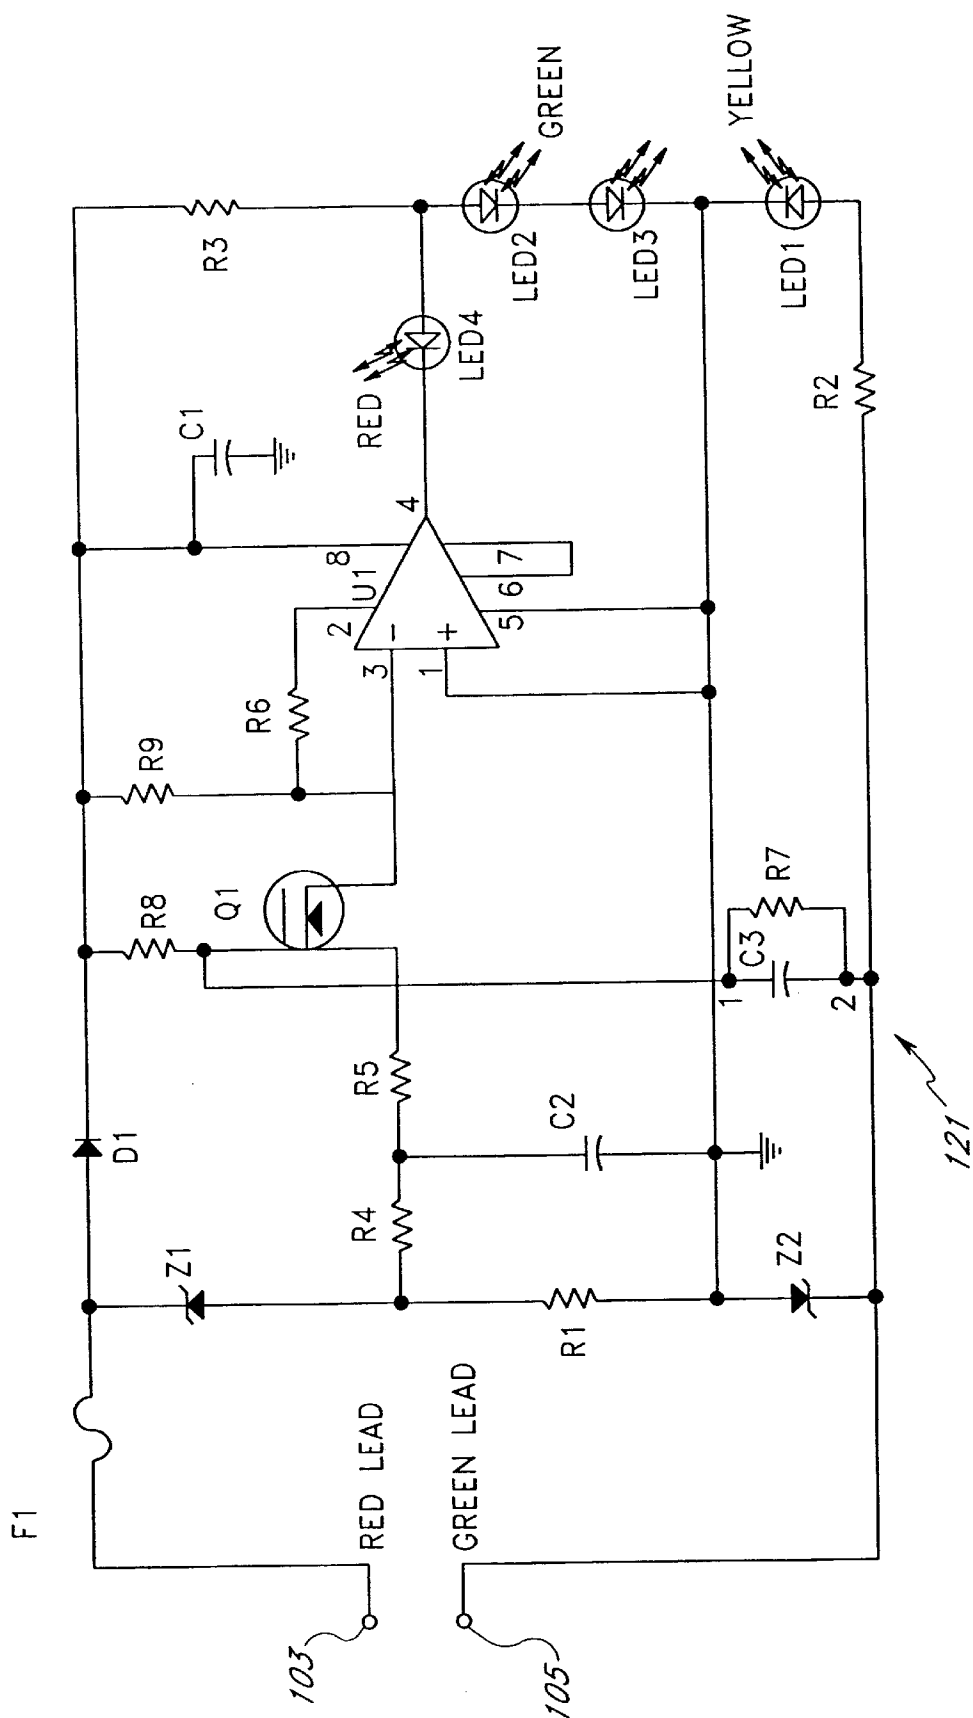 F1
103
RED LEAD
GREEN LEAD
105
Z1
D1
R4
R1
Z2
C2
121
R5
R8
Q1
C3
R7
1
2
R9
R6
3
1
2
U1
8
5
6
7
4
C1
RED
LED4
R3
R2
LED2
GREEN
LED3
LED1
YELLOW